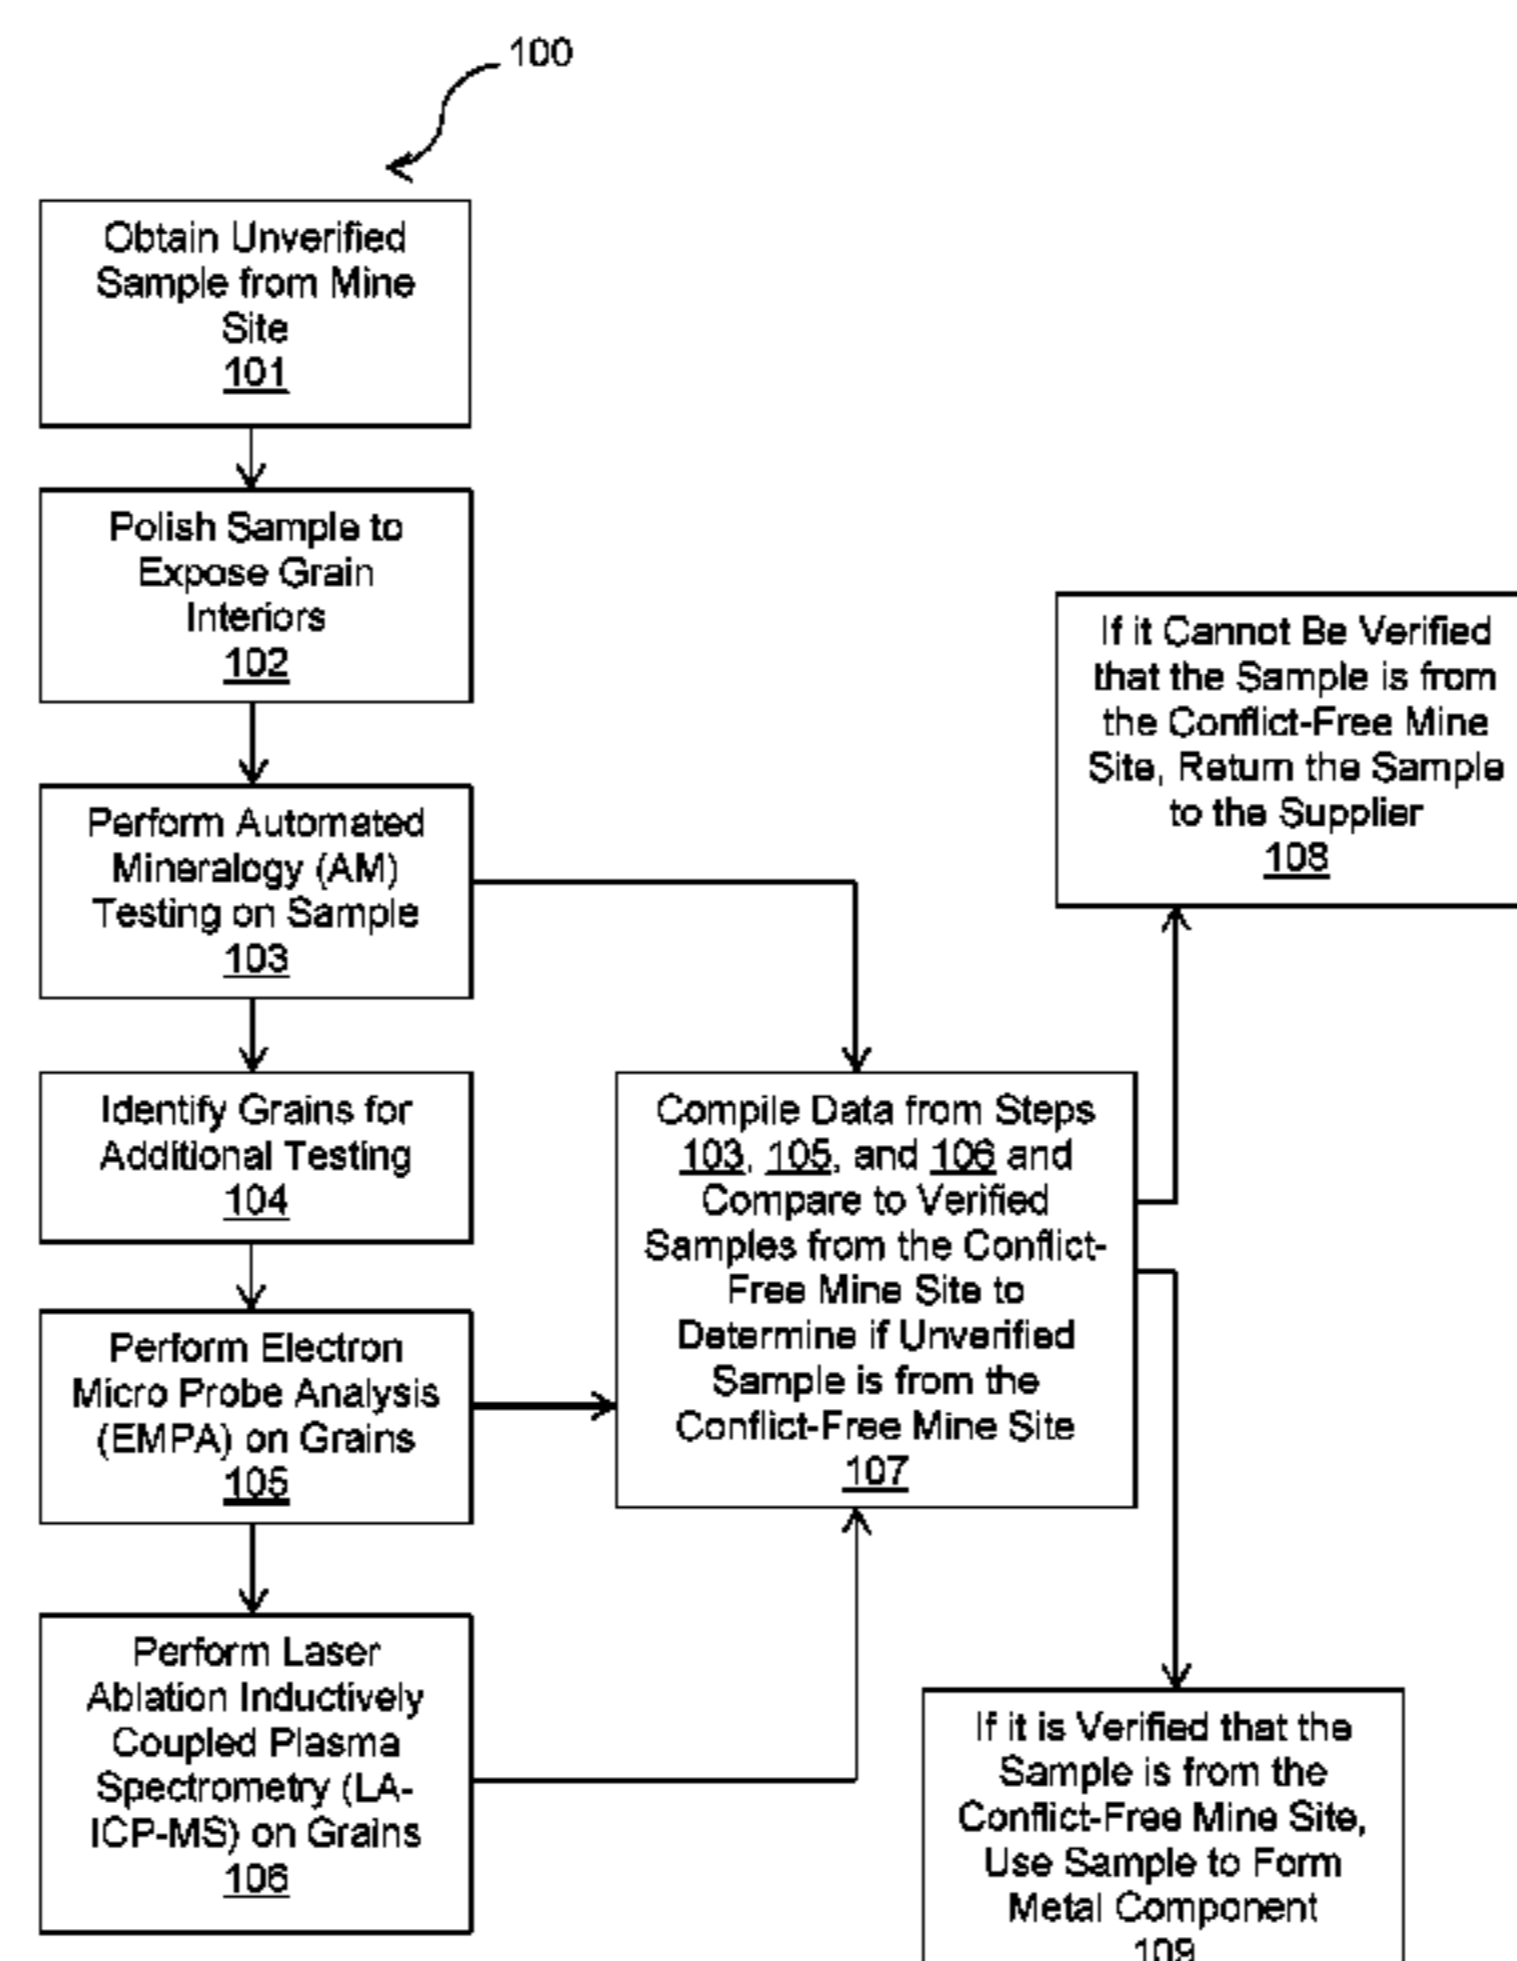 100
Obtain Unverified
Sample from Mine
Site
101
Polish Sample to
Expose Grain
Interiors
102
Perform Automated
Mineralogy (AM)
Testing on Sample
103
Identify Grains for
Additional Testing
104
Perform Electron
Micro Probe Analysis
(EMPA) on Grains
105
Perform Laser
Ablation Inductively
Coupled Plasma
Spectrometry (LA-
ICP-MS) on Grains
106
Compile Data from Steps
103, 105, and 106 and
Compare to Verified
Samples from the Conflict-
Free Mine Site to
Determine if Unverified
Sample is from the
Conflict-Free Mine Site
107
If it Cannot Be Verified
that the Sample is from
the Conflict-Free Mine
Site, Return the Sample
to the Supplier
108
If it is Verified that the
Sample is from the
Conflict-Free Mine Site,
Use Sample to Form
Metal Component
109